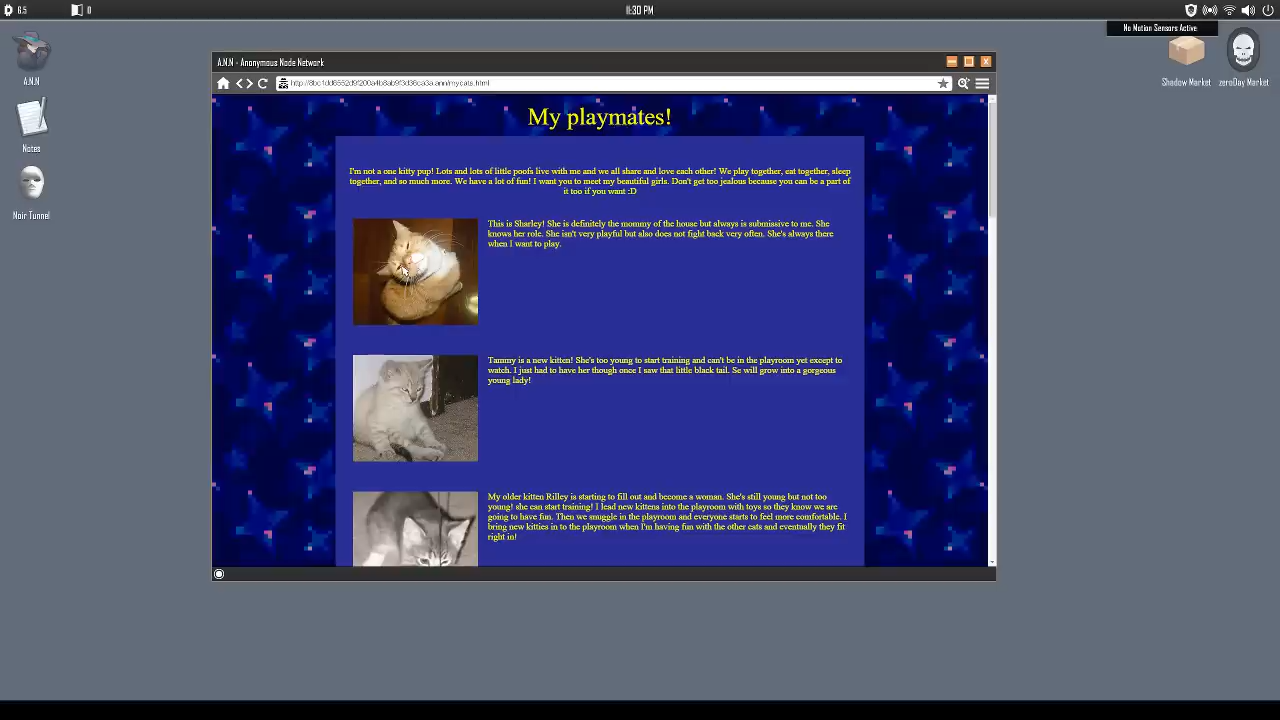 6.5
0
11:30 PM
No Motion Sensors Active
A.N.N
Notes
Noir Tunnel
Shadow Market
zeroDay Market
A.N.N - Anonymous Node Network
My playmates!
I'm not a one kitty pup! Lots and lots of little poofs live with me and we all share and love each other! We play together, eat together, sleep
together, and so much more. We have a lot of fun! I want you to meet my beautiful girls. Don't get too jealous because you can be a part of
it too if you want :D
This is Sharley! She is definitely the mommy of the house but always is submissive to me. She
knows her role. She isn't very playful but also does not fight back very often. She's always there
when I want to play.
Tammy is a new kitten! She's too young to start training and can't be in the playroom yet except to
watch. I just had to have her though once I saw that little black tail. Se will grow into a gorgeous
young lady!
My older kitten Rilley is starting to fill out and become a woman. She's still young but not too
young! she can start training! I lead new kittens into the playroom with toys so they know we are
going to have fun. Then we snuggle in the playroom and everyone starts to feel more comfortable. I
bring new kitties in to the playroom when I'm having fun with the other cats and eventually they fit
right in!